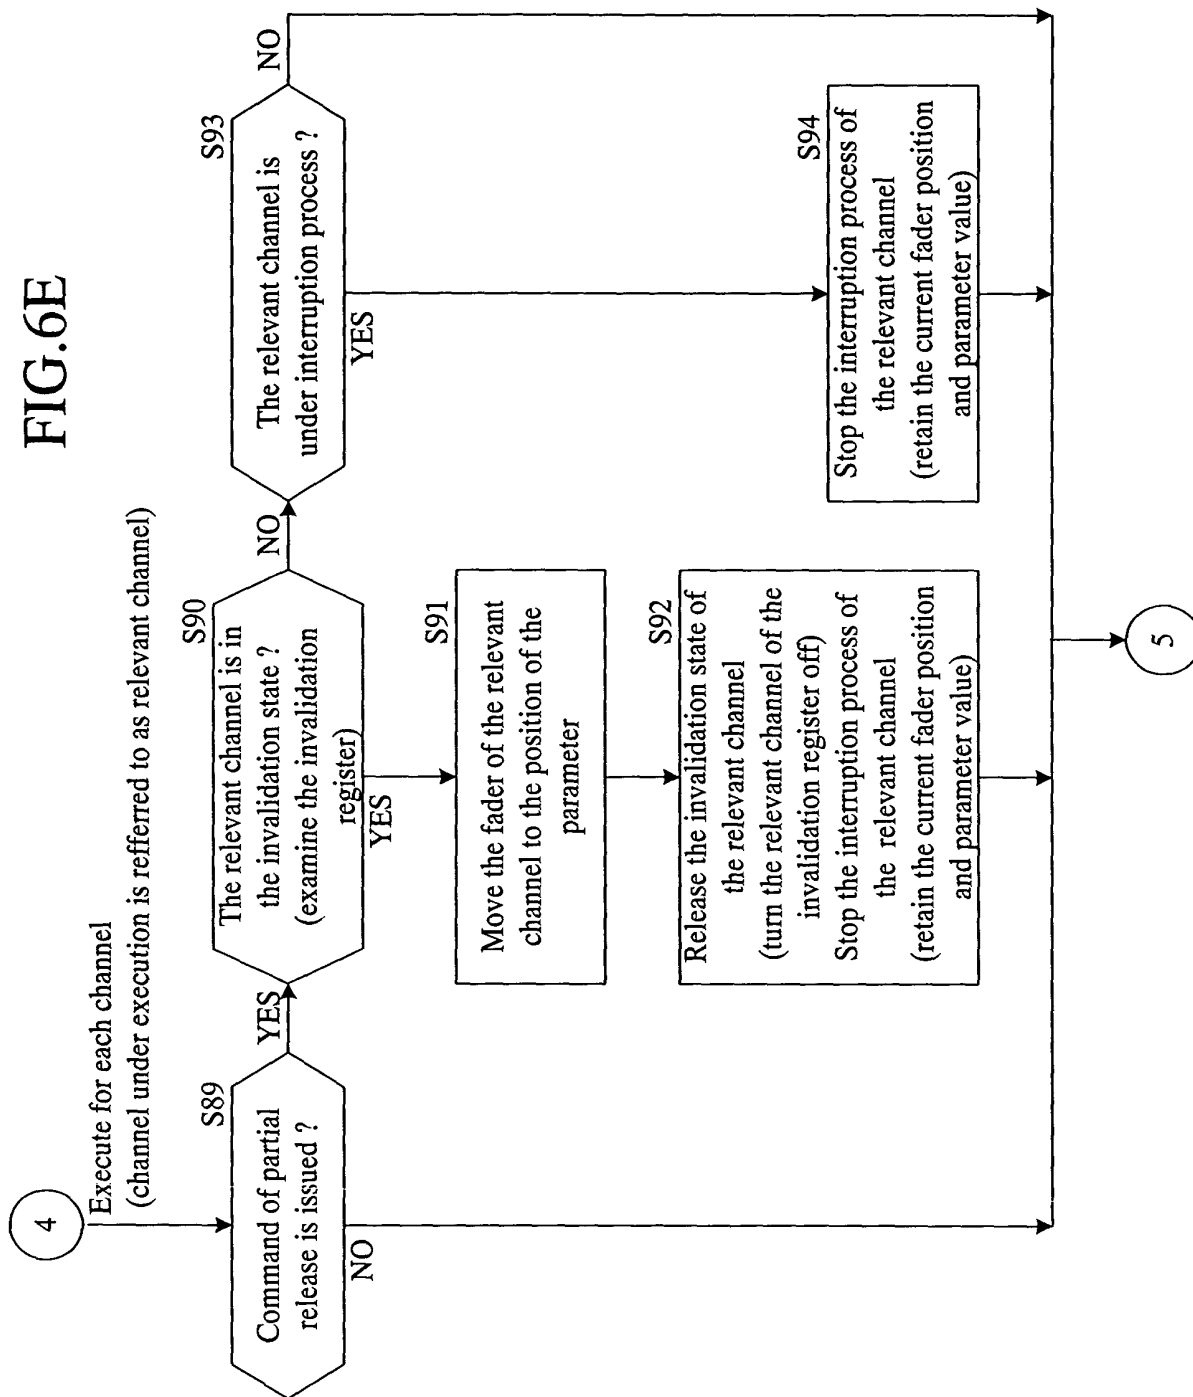 FIG.6E
4
Execute for each channel
(channel under execution is refferred to as relevant channel)
S89
Command of partial
release is issued ?
YES
NO
S90
The relevant channel is in
the invalidation state ?
(examine the invalidation
register)
NO
YES
S93
The relevant channel is
under interruption process ?
NO
YES
S91
Move the fader of the relevant
channel to the position of the
parameter
S92
Release the invalidation state of
the relevant channel
(turn the relevant channel of the
invalidation register off)
Stop the interruption process of
the relevant channel
(retain the current fader position
and parameter value)
S94
Stop the interruption process of
the relevant channel
(retain the current fader position
and parameter value)
5